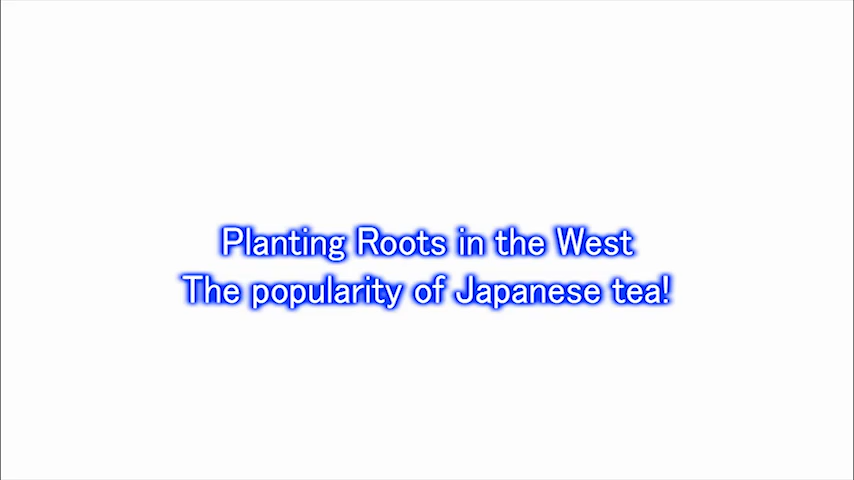 Planting Roots in the West
The popularity of Japanese tea!